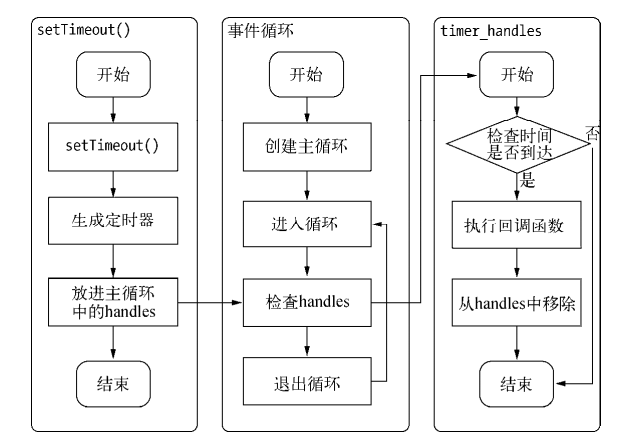 setTimeout()
开始
setTimeout()
生成定时器
放进主循环
中的handles
结束
事件循环
开始
创建主循环
进入循环
检查handles
退出循环
timer_handles
开始
检查时间
是否到达
否
是
执行回调函数
从handles中移除
结束